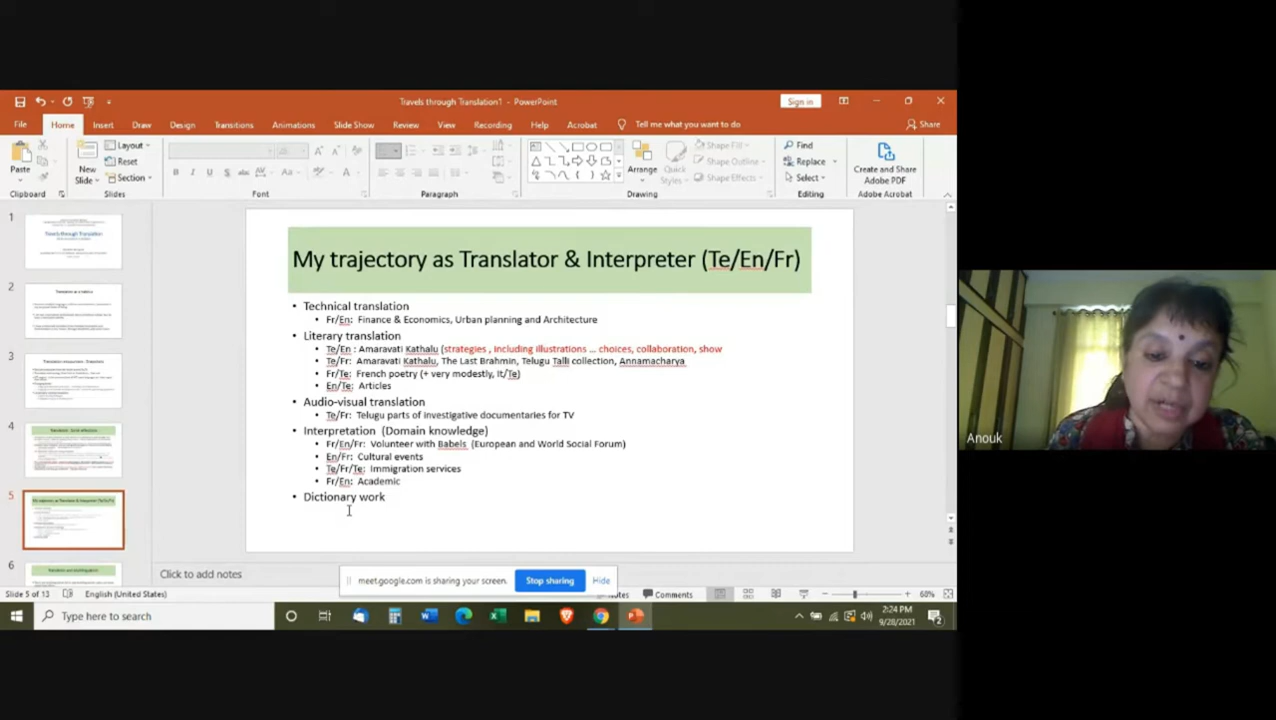 Travels through Translation1 - PowerPoint
Sign in
File Home Insert Draw Design Transitions Animations Slide Show Review View Recording Help Acrobat Tell me what you want to do Share
Paste
New Slide
Layout
Reset
Section
Arrange
Quick Styles
Shape Fill
Shape Outline
Shape Effects
Find
Replace
Select
Create and Share Adobe PDF
Clipboard Slides Font Paragraph Drawing Editing Adobe Acrobat
1
2
3
4
5
6
My trajectory as Translator & Interpreter (Te/En/Fr)
• Technical translation
• Fr/En: Finance & Economics, Urban planning and Architecture
• Literary translation
• Te/En : Amaravati Kathalu (strategies , including illustrations ... choices, collaboration, show
• Te/Fr: Amaravati Kathalu, The Last Brahmin, Telugu Talli collection, Annamacharya
• Fr/Te: French poetry (+ very modestly, It/Te)
• En/Te: Articles
• Audio-visual translation
• Te/Fr: Telugu parts of investigative documentaries for TV
• Interpretation (Domain knowledge)
• Fr/En/Fr: Volunteer with Babels (European and World Social Forum)
• En/Fr: Cultural events
• Te/Fr/Te: Immigration services
• Fr/En: Academic
• Dictionary work
Anouk
Click to add notes
meet.google.com is sharing your screen. Stop sharing Hide
Slide 5 of 13 English (United States) Notes Comments 68%
Type here to search
2:24 PM
9/28/2021